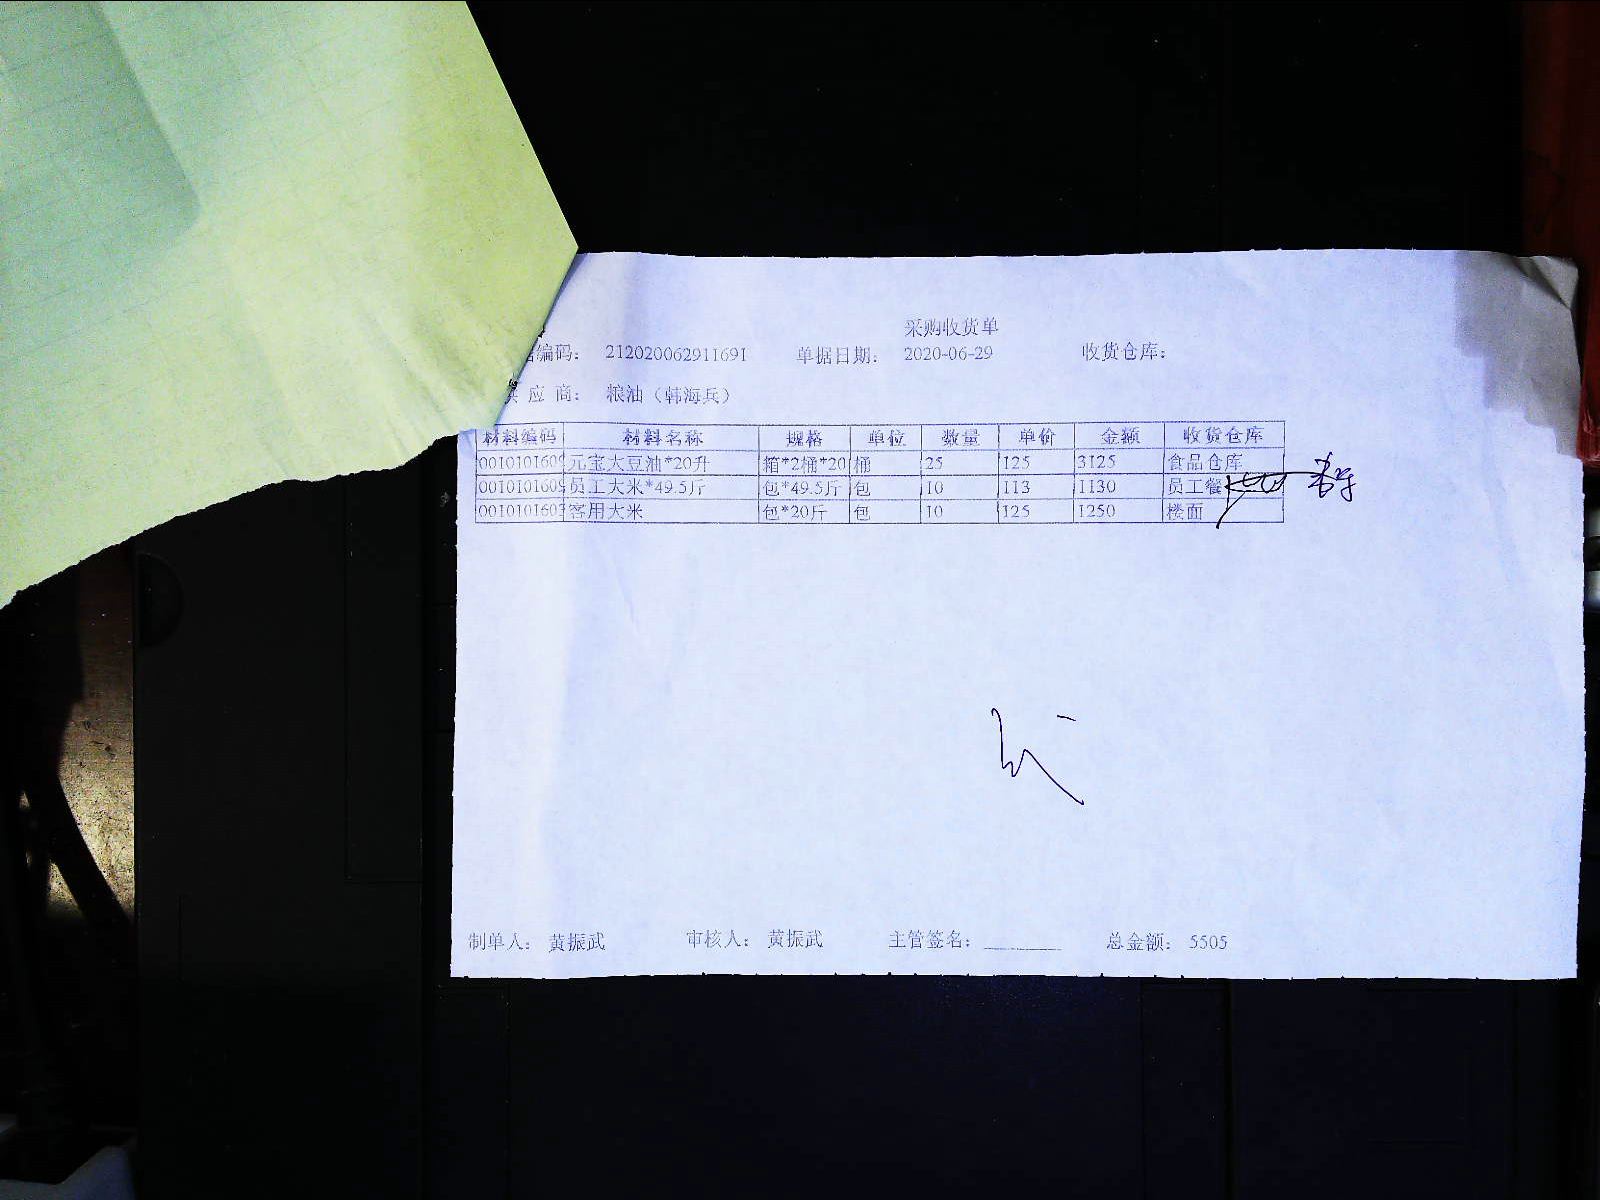 采购收货单
编码： 212020062911691 单据日期： 2020-06-29 收货仓库：
应 商： 粮油（韩海兵）
材料编码 材料名称 规格 单位 数量 单价 金额 收货仓库
0010101609 元宝大豆油*20升 箱*2桶*20 桶 25 125 3125 食品仓库
0010101609 员工大米*49.5斤 包*49.5斤 包 10 113 1130 员工餐
0010101603 客用大米 包*20斤 包 10 125 1250 楼面
制单人： 黄振武 审核人： 黄振武 主管签名：______ 总金额： 5505